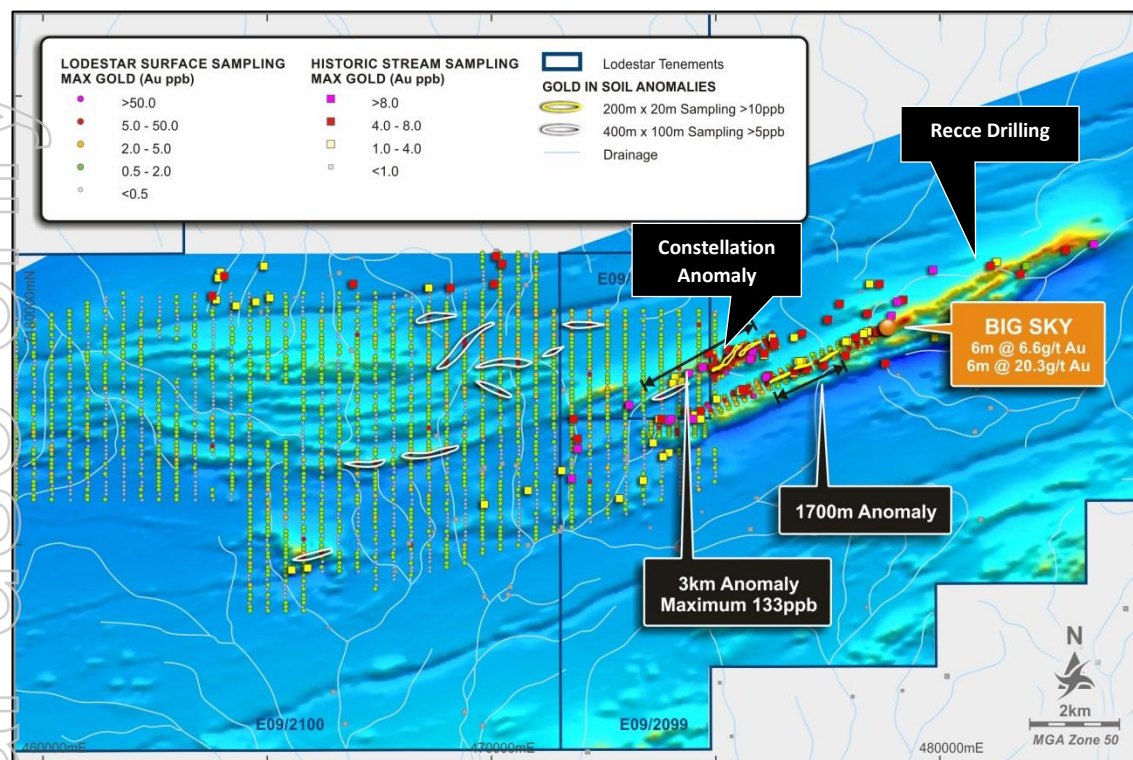 LODESTAR SURFACE SAMPLING
MAX GOLD (Au ppb)
>50.0
5.0 - 50.0
2.0 - 5.0
0.5 - 2.0
<0.5
HISTORIC STREAM SAMPLING
MAX GOLD (Au ppb)
>8.0
4.0 - 8.0
1.0 - 4.0
<1.0
Lodestar Tenements
GOLD IN SOIL ANOMALIES
200m x 20m Sampling >10ppb
400m x 100m Sampling >5ppb
Drainage
Recce Drilling
Constellation
Anomaly
E09/
BIG SKY
6m @ 6.6g/t Au
6m @ 20.3g/t Au
1700m Anomaly
3km Anomaly
Maximum 133ppb
N
2km
MGA Zone 50
E09/2100
E09/2099
460000mE
470000mE
480000mE